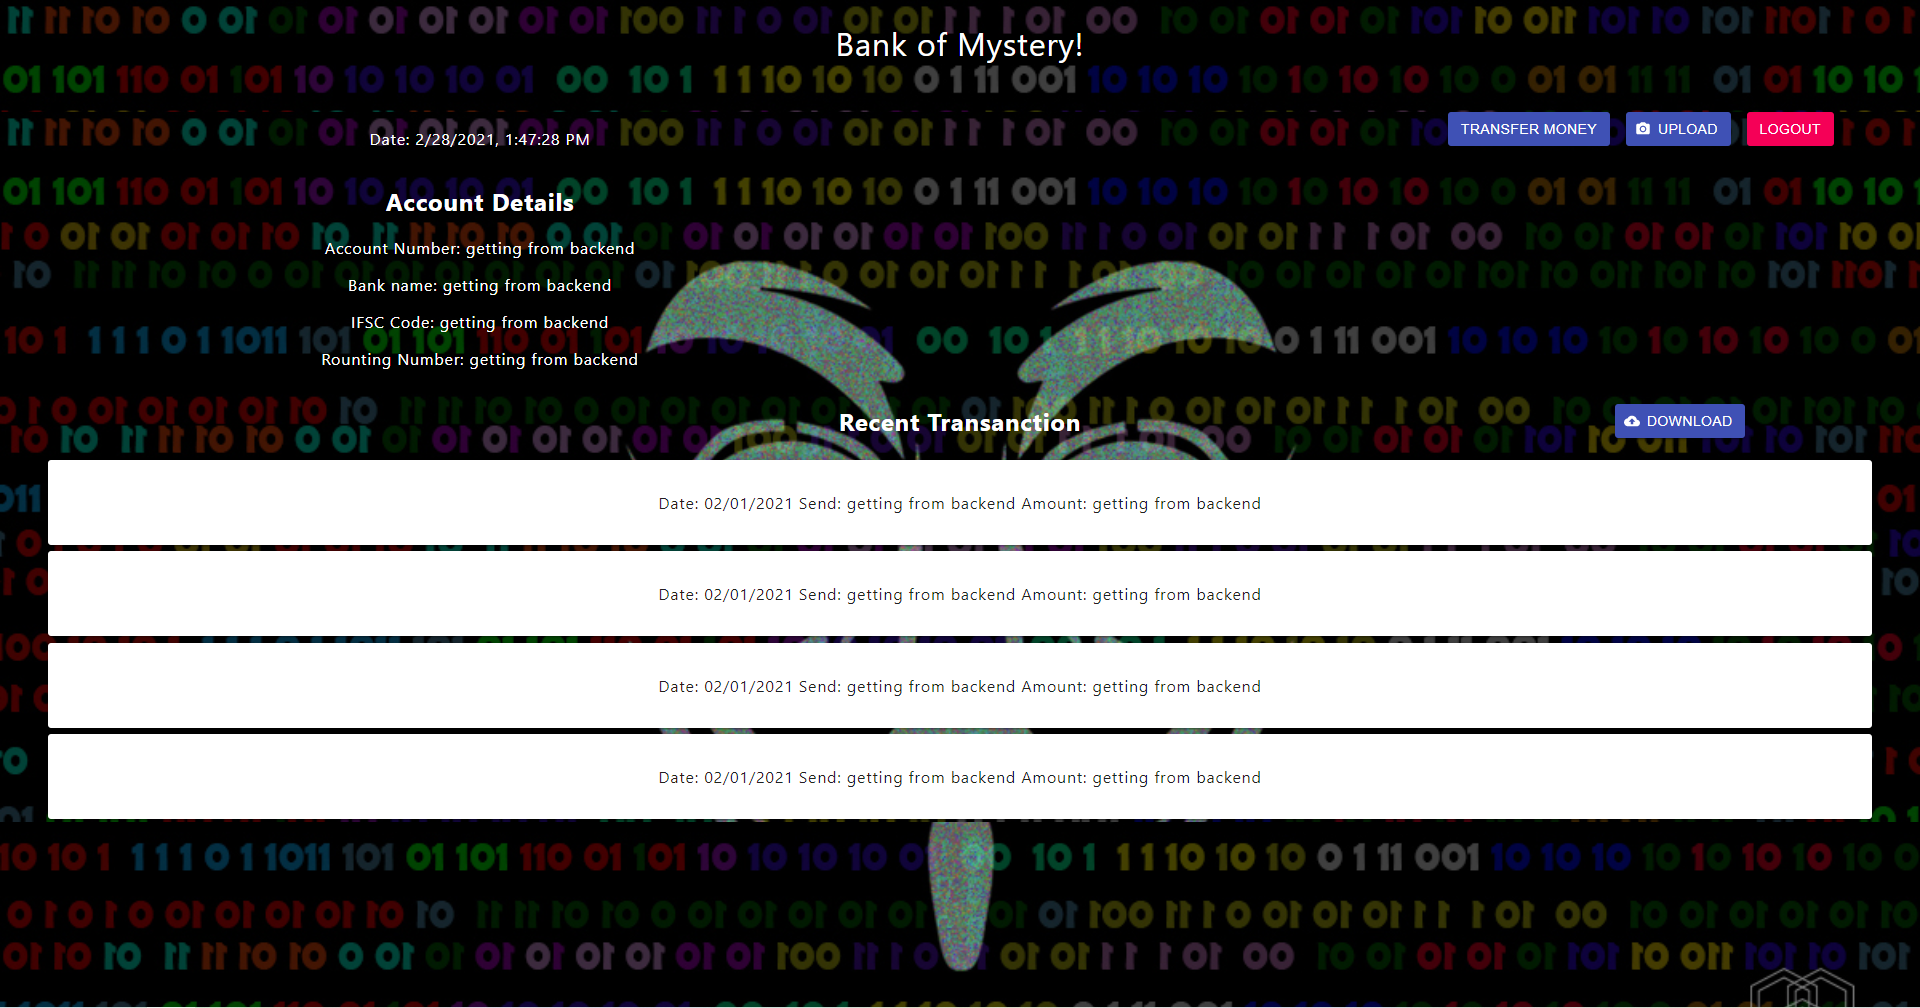 Bank of Mystery!
Date: 2/28/2021, 1:47:28 PM
TRANSFER MONEY
UPLOAD
LOGOUT
Account Details
Account Number: getting from backend
Bank name: getting from backend
IFSC Code: getting from backend
Rounting Number: getting from backend
Recent Transanction
DOWNLOAD
Date: 02/01/2021 Send: getting from backend Amount: getting from backend
Date: 02/01/2021 Send: getting from backend Amount: getting from backend
Date: 02/01/2021 Send: getting from backend Amount: getting from backend
Date: 02/01/2021 Send: getting from backend Amount: getting from backend